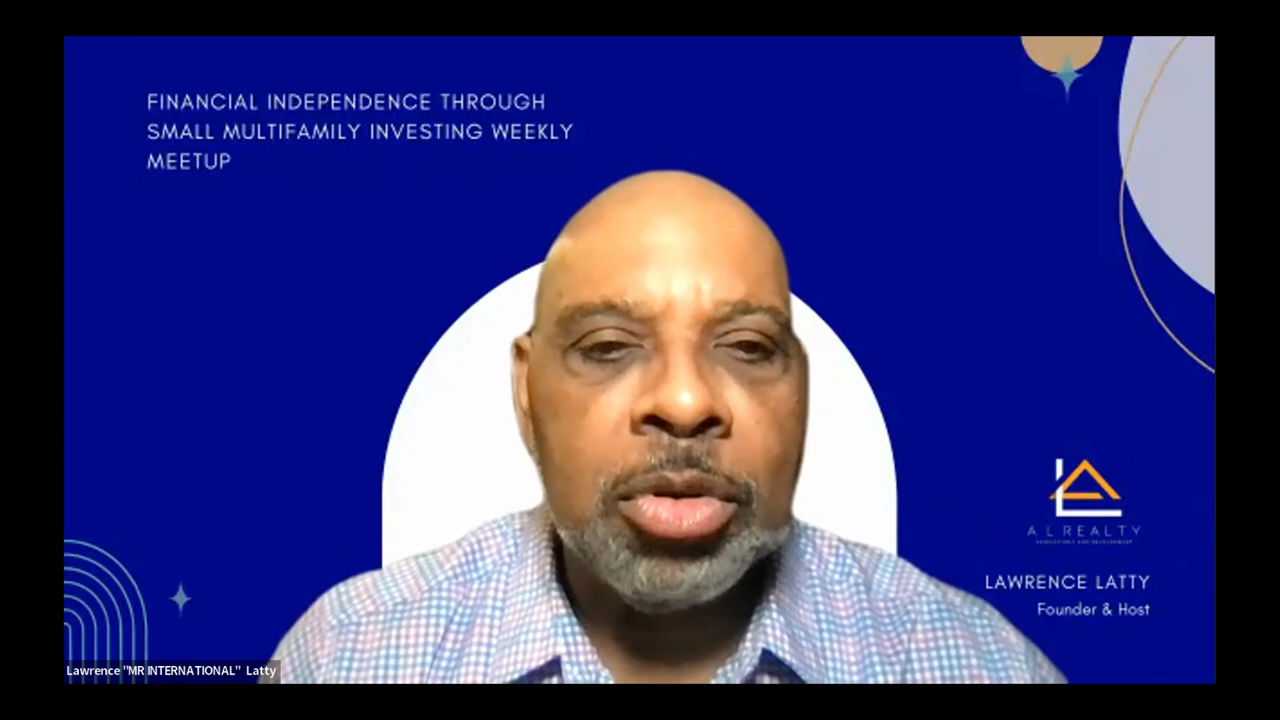 FINANCIAL INDEPENDENCE THROUGH
SMALL MULTIFAMILY INVESTING WEEKLY
MEETUP
A L REALTY
LAWRENCE LATTY
Founder & Host
Lawrence "MR INTERNATIONAL" Latty